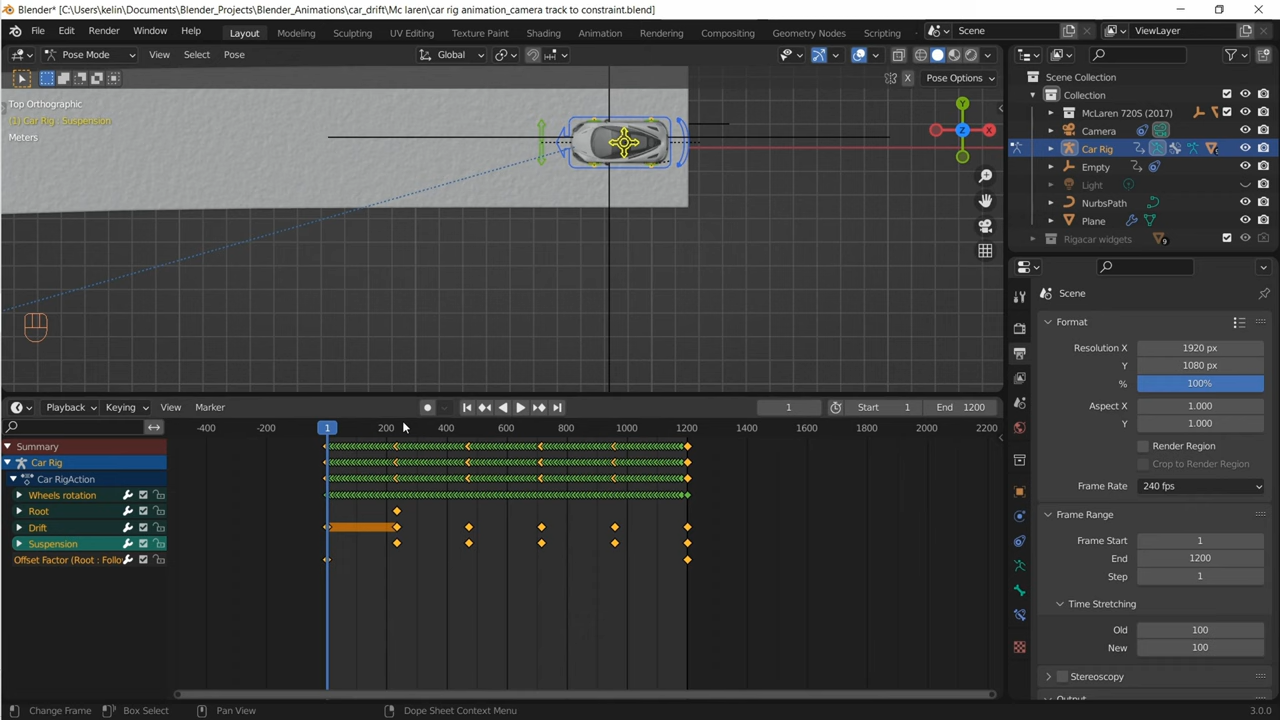 Blender* [C:\Users\kelin\Documents\Blender_Projects\Blender_Animations\car_drift\Mc laren\car rig animation_camera track to constraint.blend]
File Edit Render Window Help Layout Modeling Sculpting UV Editing Texture Paint Shading Animation Rendering Compositing Geometry Nodes Scripting Scene ViewLayer
Pose Mode View Select Pose Global
Pose Options
X
Top Orthographic
(1) Car Rig : Suspension
Meters
Y
Z
X
Scene Collection
Collection
McLaren 720S (2017)
Camera
Car Rig
Empty
Light
NurbsPath
Plane
Rigacar widgets
9
Scene
Format
Resolution X 1920 px
Y 1080 px
% 100%
Aspect X 1.000
Y 1.000
Render Region
Crop to Render Region
Frame Rate 240 fps
Frame Range
Frame Start 1
End 1200
Step 1
Time Stretching
Old 100
New 100
Stereoscopy
Output
Playback Keying View Marker 1 Start 1 End 1200
-400 -200 1 200 400 600 800 1000 1200 1400 1600 1800 2000 2200
Summary
Car Rig
Car RigAction
Wheels rotation
Root
Drift
Suspension
Offset Factor (Root : Follo
Change Frame Box Select Pan View Dope Sheet Context Menu 3.0.0